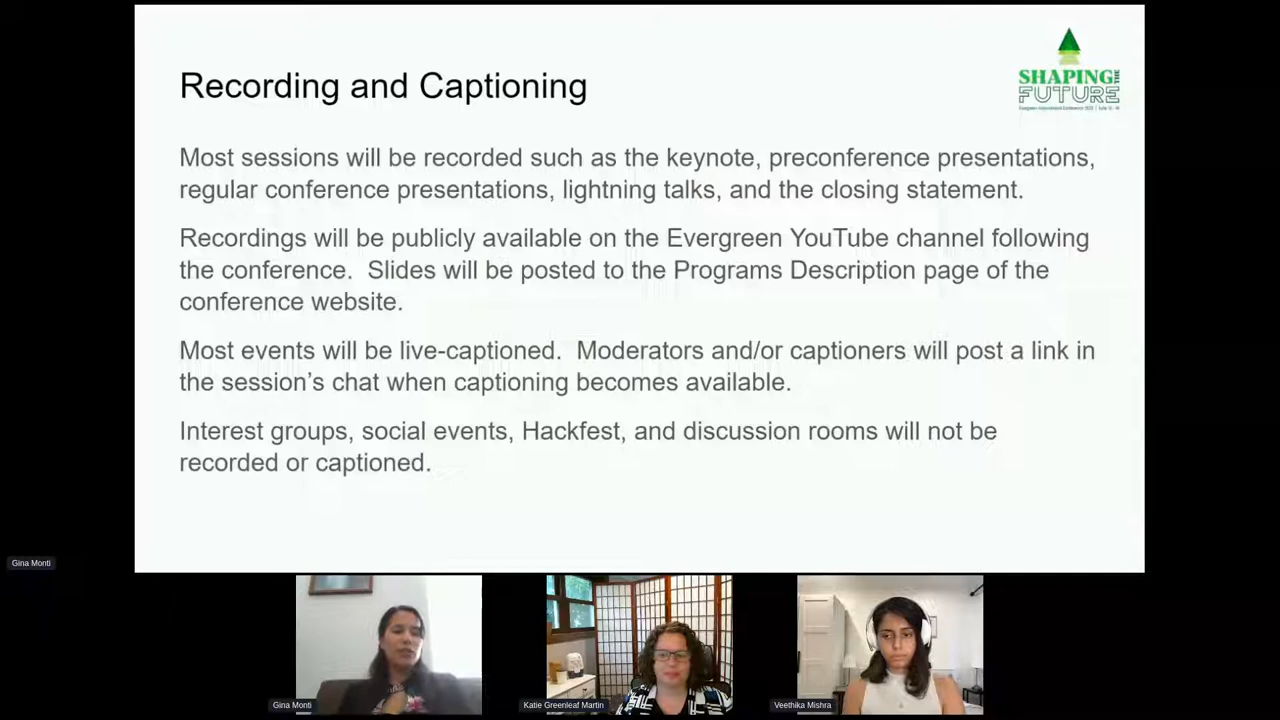 Recording and Captioning
SHAPING THE
FUTURE
Most sessions will be recorded such as the keynote, preconference presentations,
regular conference presentations, lightning talks, and the closing statement.
Recordings will be publicly available on the Evergreen YouTube channel following
the conference.  Slides will be posted to the Programs Description page of the
conference website.
Most events will be live-captioned.  Moderators and/or captioners will post a link in
the session’s chat when captioning becomes available.
Interest groups, social events, Hackfest, and discussion rooms will not be
recorded or captioned.
Gina Monti
Gina Monti
Katie Greenleaf Martin
Veethika Mishra